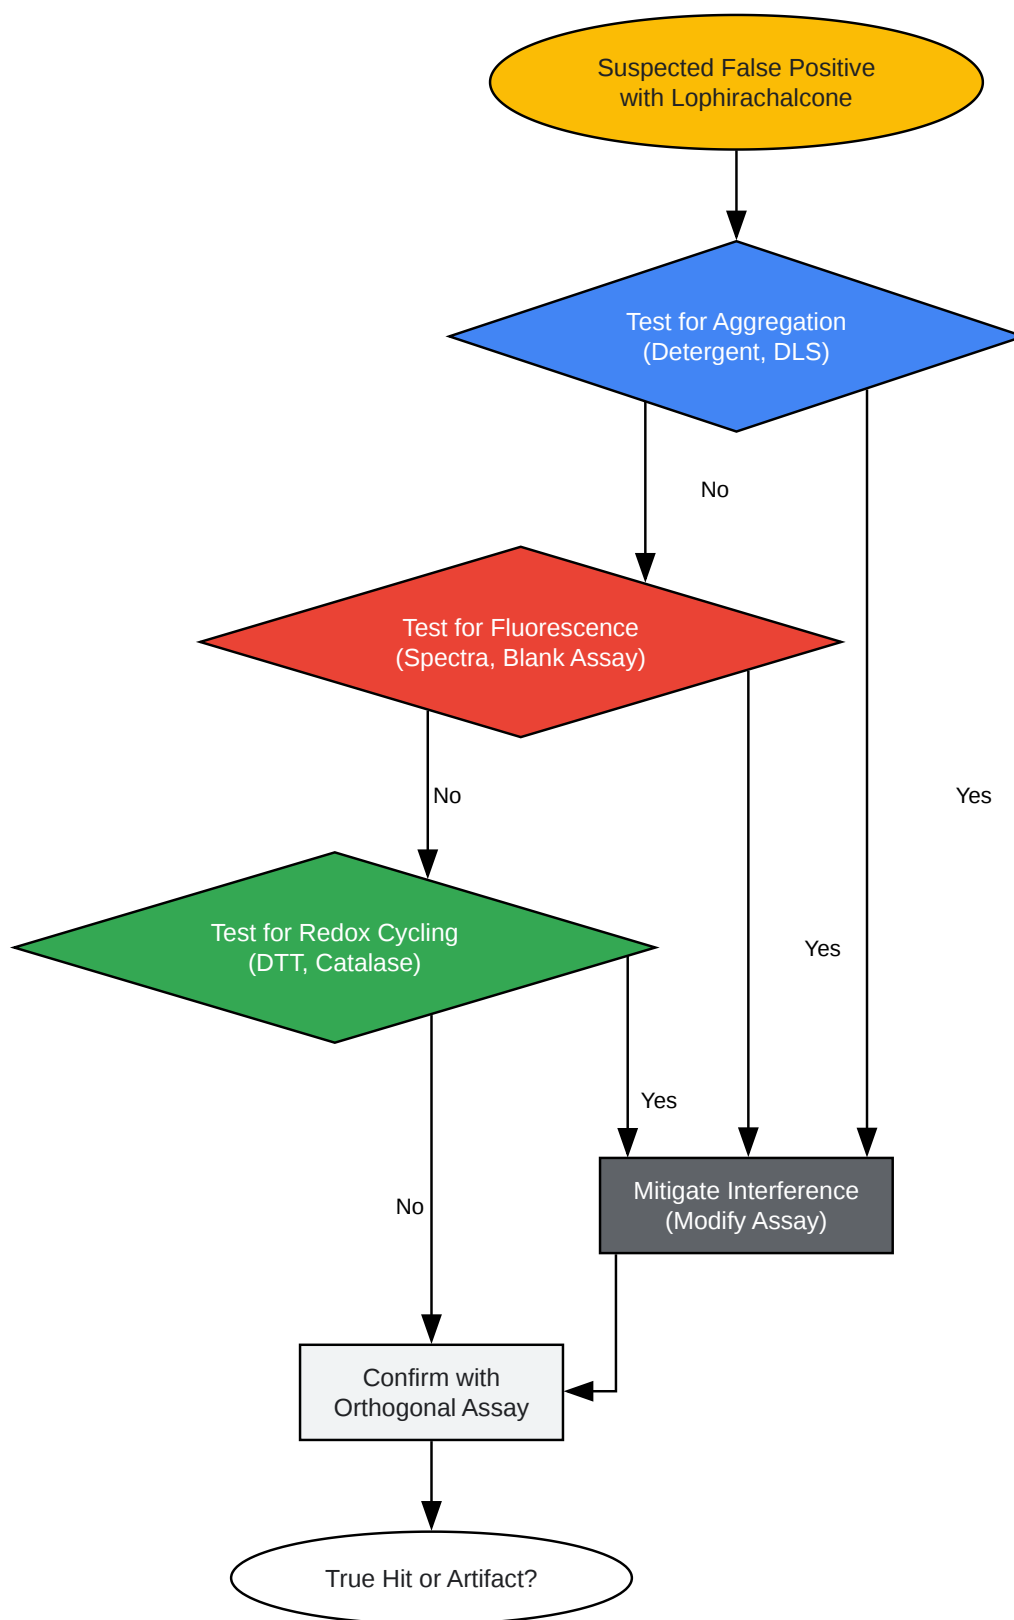 Suspected False Positive
with Lophirachalcone
Test for Aggregation
(Detergent, DLS)
No
Test for Fluorescence
(Spectra, Blank Assay)
No
Yes
Test for Redox Cycling
(DTT, Catalase)
Yes
Yes
Mitigate Interference
(Modify Assay)
No
Confirm with
Orthogonal Assay
True Hit or Artifact?